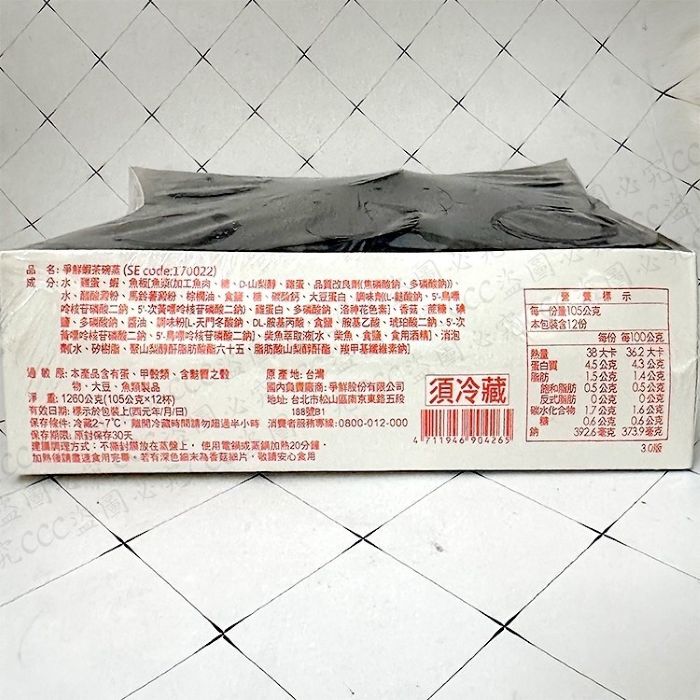 品 名: 爭鮮蝦茶碗蒸 (SE code:170022)
成 分: 水、雞蛋、蝦、魚板[魚漿(加工魚肉、糖、D-山梨醇、雞蛋、品質改良劑(焦磷酸鈉、多磷酸鈉))、
水、醋酸澱粉、馬鈴薯澱粉、棕櫚油、食鹽、糖、碳酸鈣、大豆蛋白、調味劑(L-麩酸鈉、5'-鳥嘌
呤核苷磷酸二鈉、5'-次黃嘌呤核苷磷酸二鈉)、雞蛋白、多磷酸鈉、洛神花色素]、香菇、蔗糖、磷
酸、多磷酸鈉、醬油、調味粉[L-天門冬酸鈉、DL-胺基丙酸、食鹽、胺基乙酸、琥珀酸二鈉、5'-次
黃嘌呤核苷磷酸二鈉、5'-鳥嘌呤核苷磷酸二鈉]、柴魚萃取液[水、柴魚、食鹽、食用酒精]、消泡
劑[水、矽樹脂、聚山梨醇酐脂肪酸酯六十五、脂肪酸山梨醇酐酯、羧甲基纖維素鈉]
過 敏 原: 本產品含有蛋、甲殼類、含麩質之穀
物、大豆、魚類製品
淨 重: 1260公克(105公克×12杯)
有效日期: 標示於包裝上(西元年/月/日)
保存條件: 冷藏2~7℃，離開冷藏時間請勿超過半小時
保存期限: 原封保存30天
建議調理方式: 不撕封膜放在蒸盤上，使用電鍋或蒸鍋加熱20分鐘，
加熱後請盡速食用完畢。若有深色細末為香菇細片，敬請安心食用
原 產 地: 台灣
國內負責廠商: 爭鮮股份有限公司
地址: 台北市松山區南京東路五段
188號B1
消費者服務專線: 0800-012-000
須冷藏
4 711946 904265
營 養 標 示
每一份量105公克
本包裝含12份
每份 每100公克
熱量 38 大卡 36.2 大卡
蛋白質 4.5 公克 4.3 公克
脂肪 1.5 公克 1.4 公克
飽和脂肪 0.5 公克 0.5 公克
反式脂肪 0 公克 0 公克
碳水化合物 1.7 公克 1.6 公克
糖 0.6 公克 0.6 公克
鈉 392.6 毫克 373.9 毫克
3.0版
CCC盜圖必究